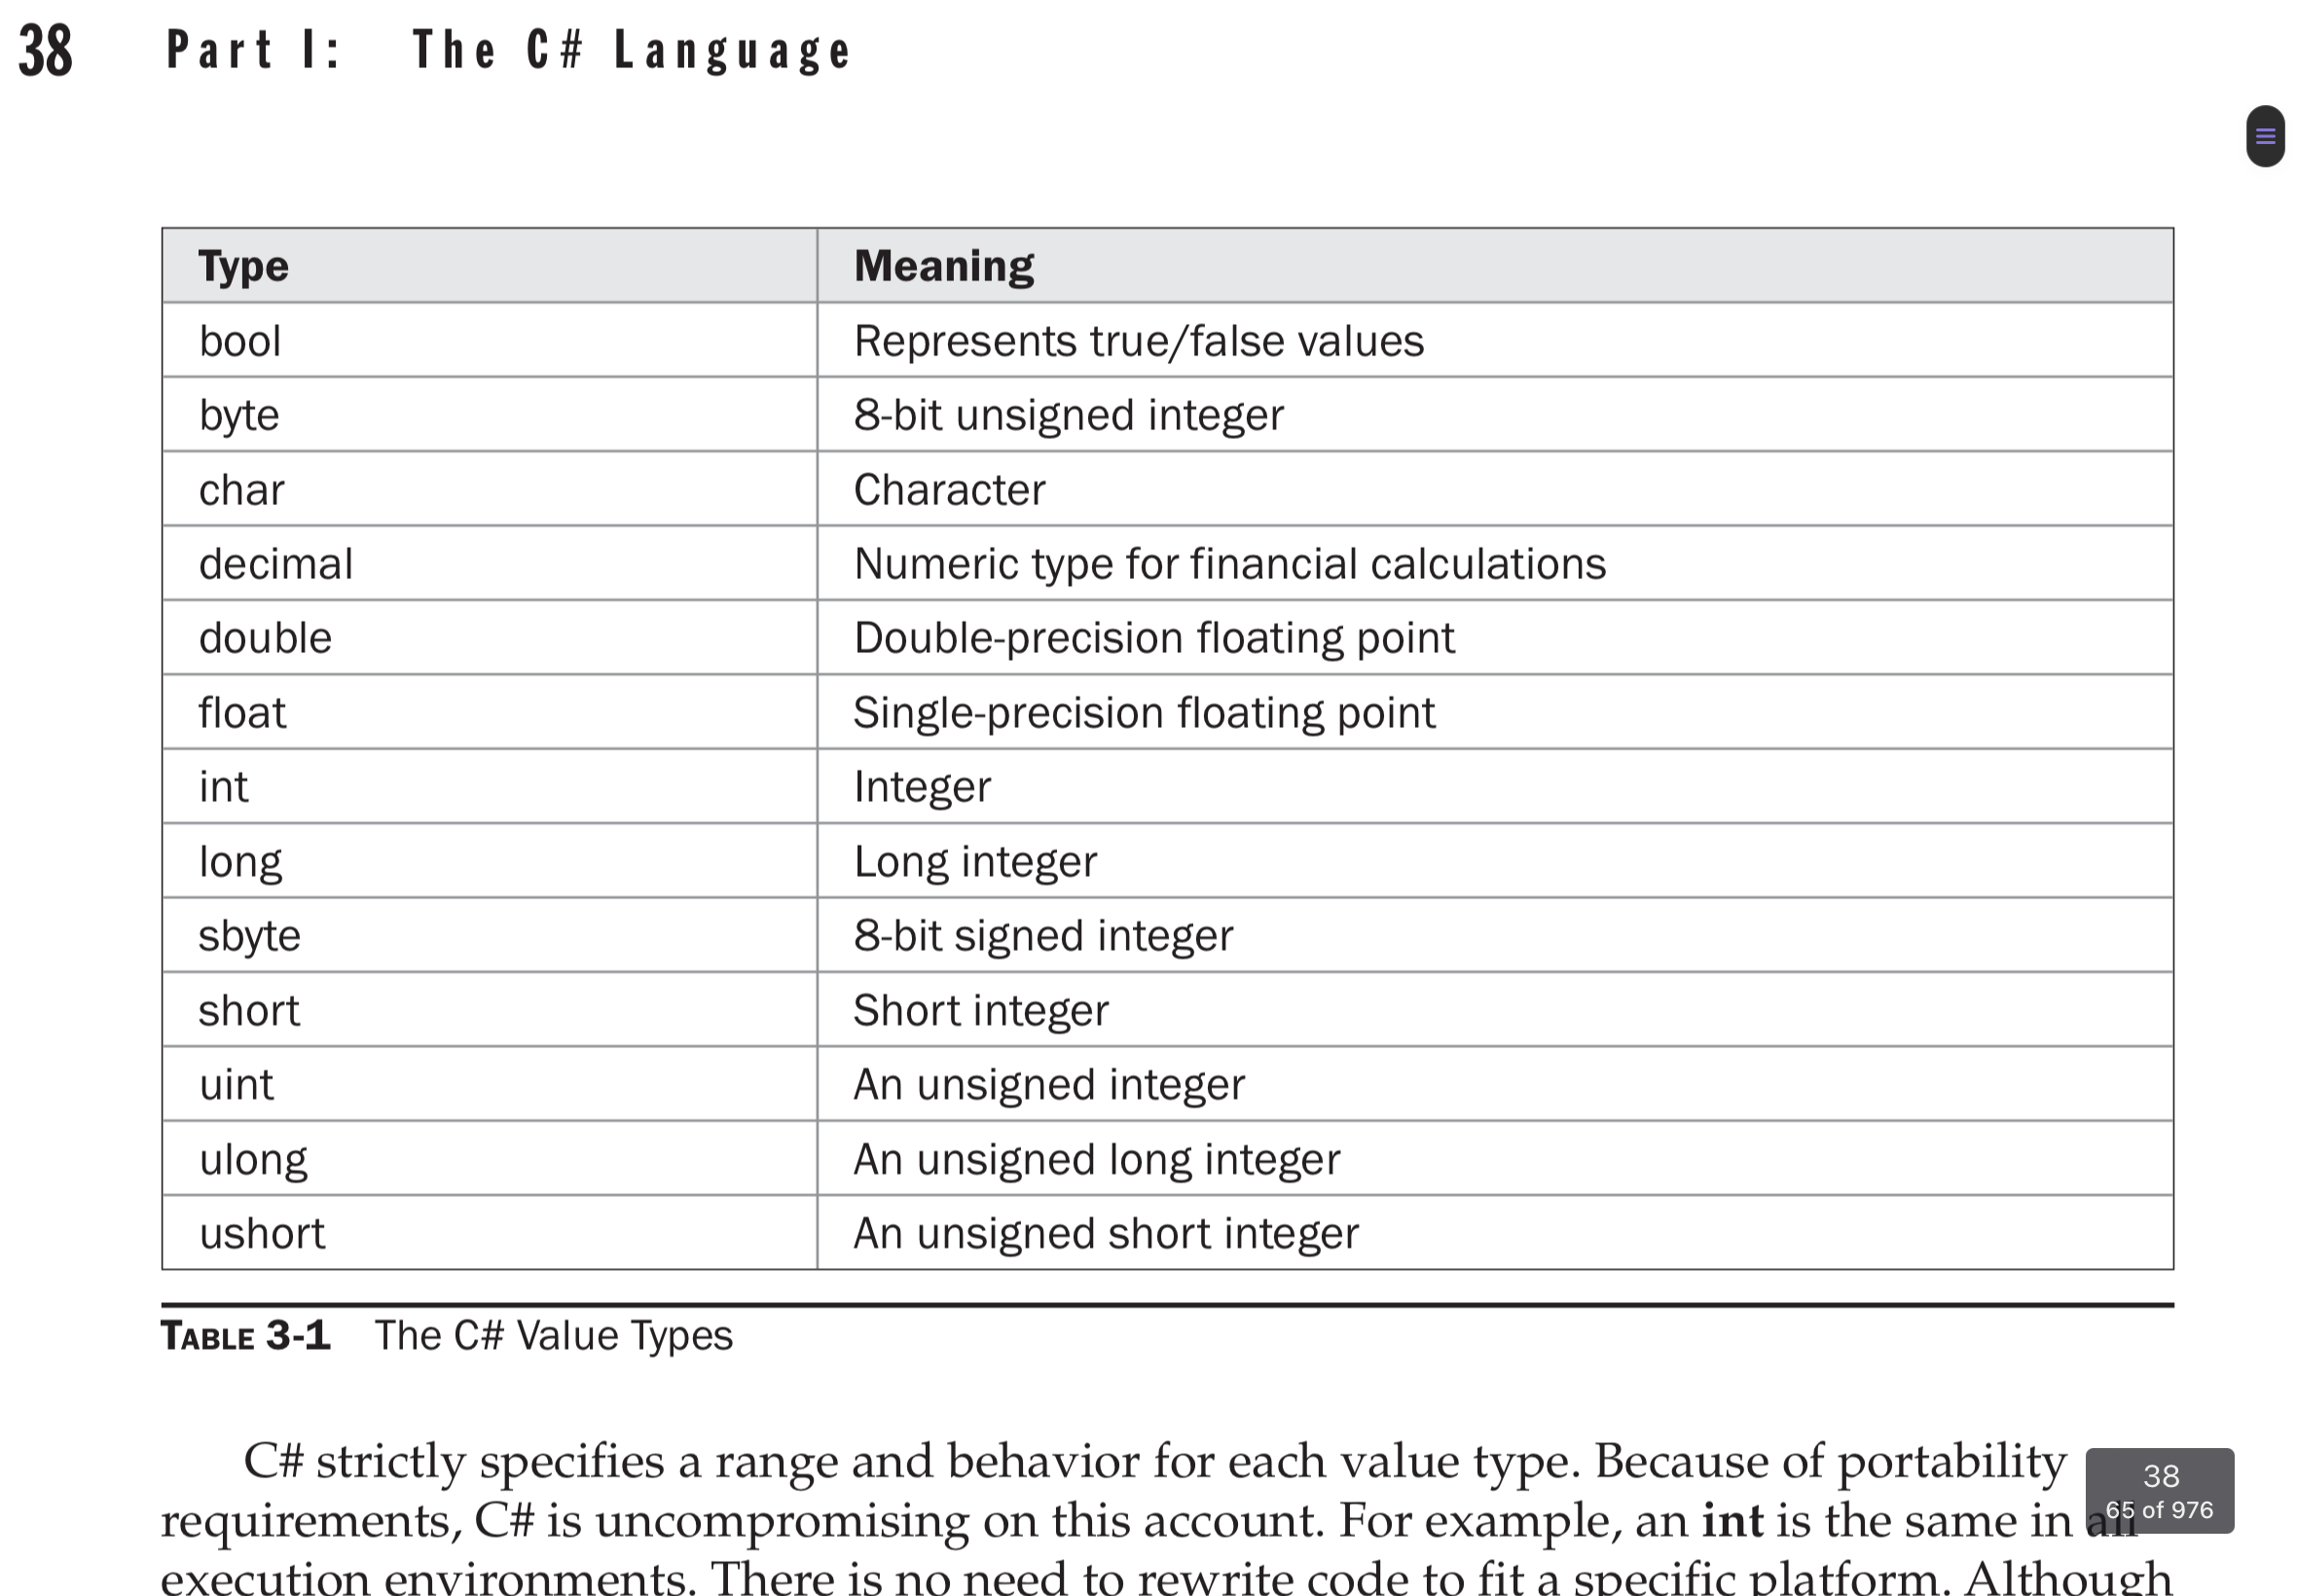 38 Part I: The C# Language
Type Meaning
bool Represents true/false values
byte 8-bit unsigned integer
char Character
decimal Numeric type for financial calculations
double Double-precision floating point
float Single-precision floating point
int Integer
long Long integer
sbyte 8-bit signed integer
short Short integer
uint An unsigned integer
ulong An unsigned long integer
ushort An unsigned short integer
TABLE 3-1 The C# Value Types
C# strictly specifies a range and behavior for each value type. Because of portability
requirements, C# is uncompromising on this account. For example, an int is the same in all
execution environments. There is no need to rewrite code to fit a specific platform. Although
38
65 of 976